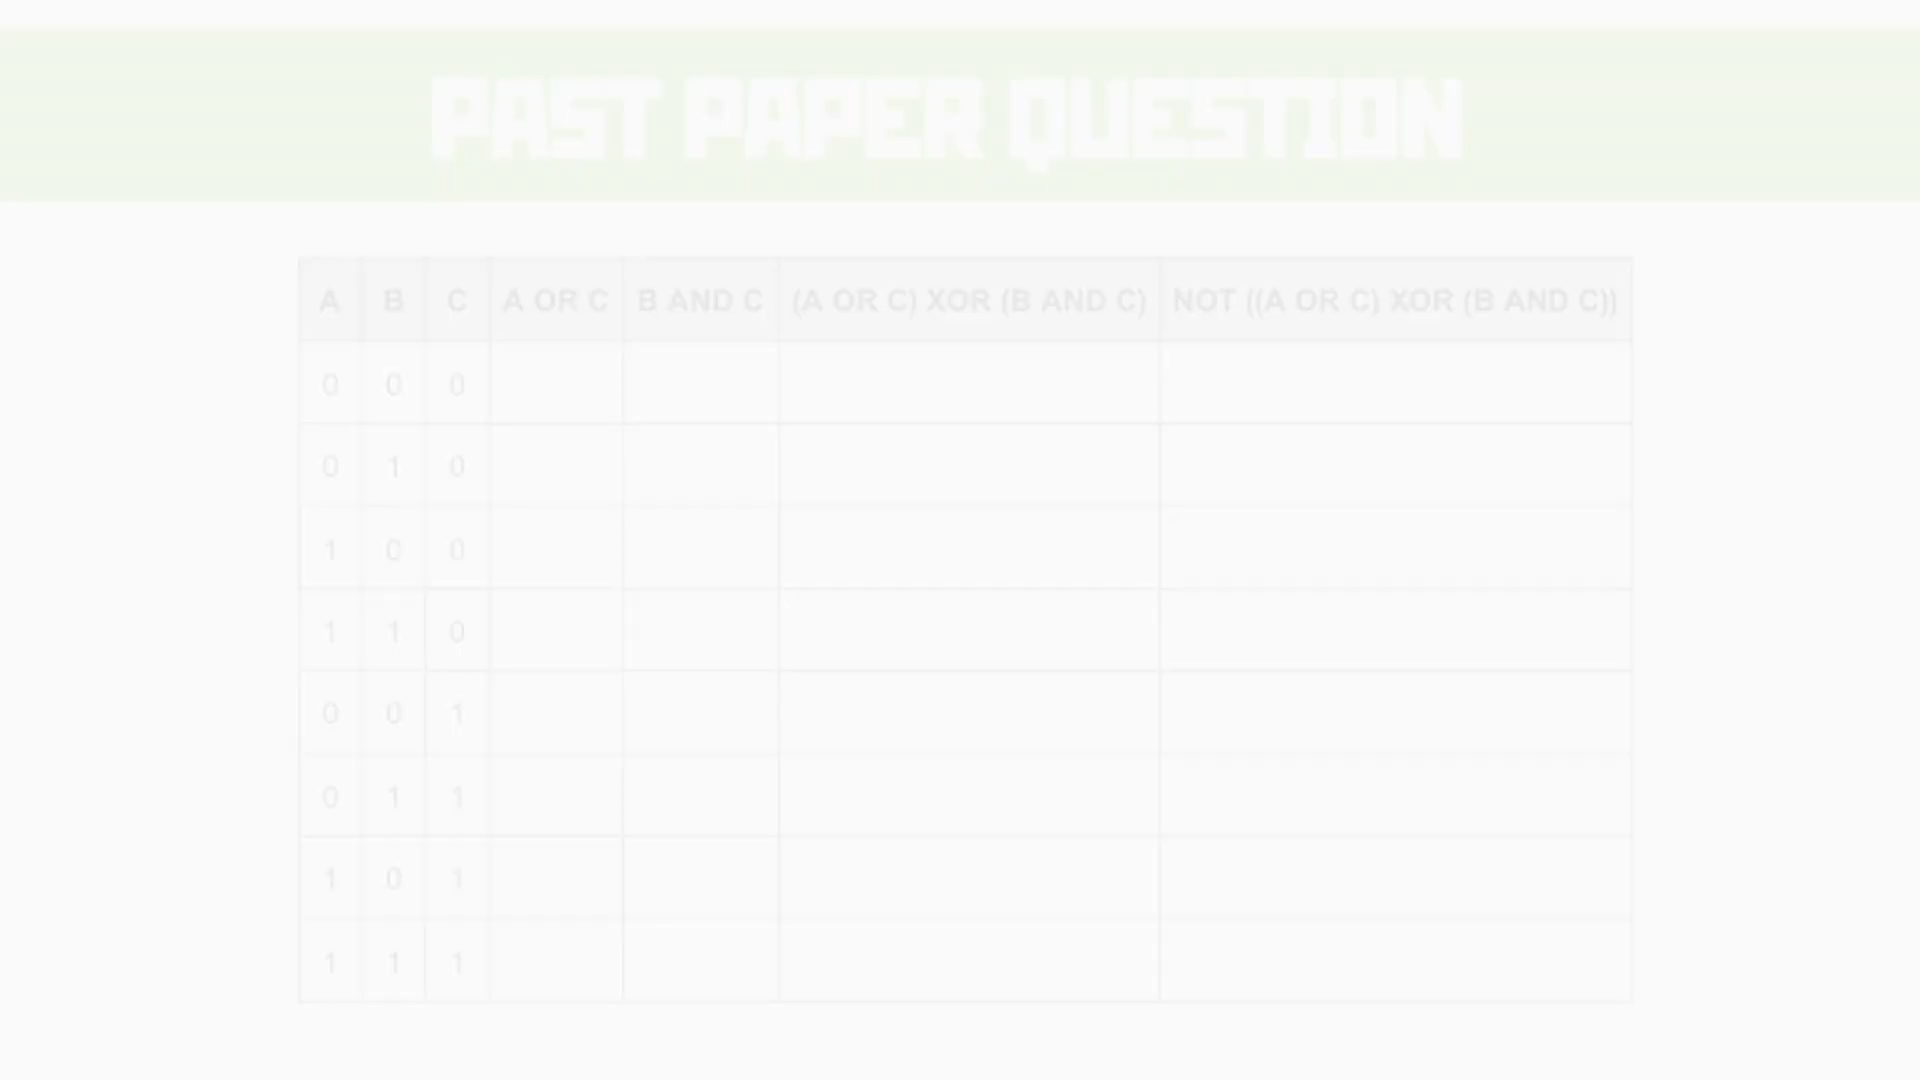 PAST PAPER QUESTION
A B C A OR C B AND C (A OR C) XOR (B AND C) NOT ((A OR C) XOR (B AND C))
0 0 0
0 1 0
1 0 0
1 1 0
0 0 1
0 1 1
1 0 1
1 1 1